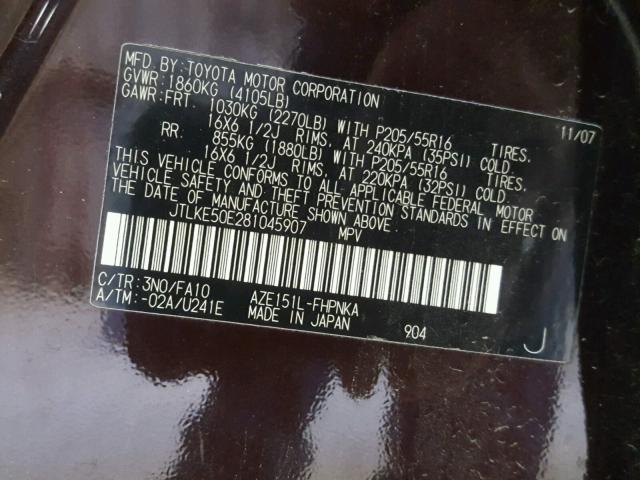 MFD. BY: TOYOTA MOTOR CORPORATION 11/07
GVWR: 1860KG (4105LB)
GAWR: FRT. 1030KG (2270LB) WITH P205/55R16 TIRES,
16X6 1/2J RIMS, AT 240KPA (35PSI) COLD.
RR. 855KG (1880LB) WITH P205/55R16 TIRES,
16X6 1/2J RIMS, AT 220KPA (32PSI) COLD.
THIS VEHICLE CONFORMS TO ALL APPLICABLE FEDERAL MOTOR
VEHICLE SAFETY AND THEFT PREVENTION STANDARDS IN EFFECT ON
THE DATE OF MANUFACTURE SHOWN ABOVE.
JTLKE50E281045907 MPV
C/TR: 3N0/FA10 AZE151L-FHPNKA
A/TM: -02A/U241E MADE IN JAPAN 904 J